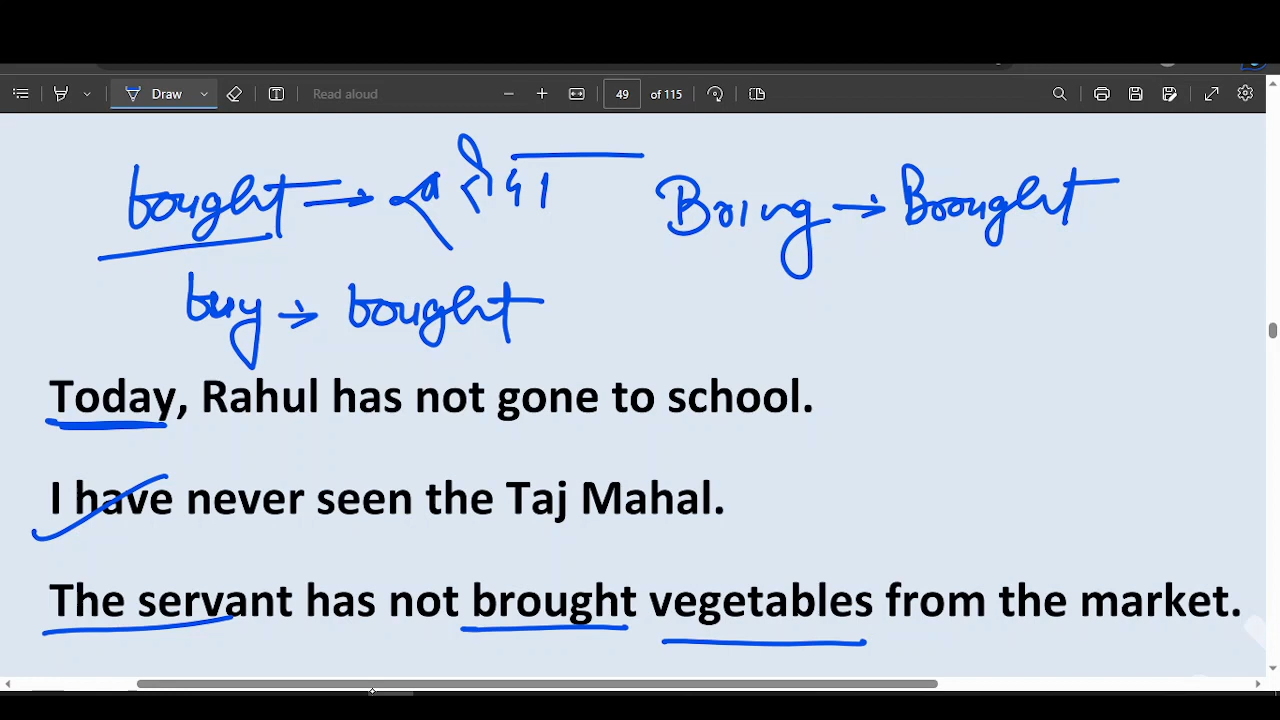 Draw Read aloud 49 of 115
bought → खरीदना Bring → Brought
buy → bought
Today, Rahul has not gone to school.
I have never seen the Taj Mahal.
The servant has not brought vegetables from the market.